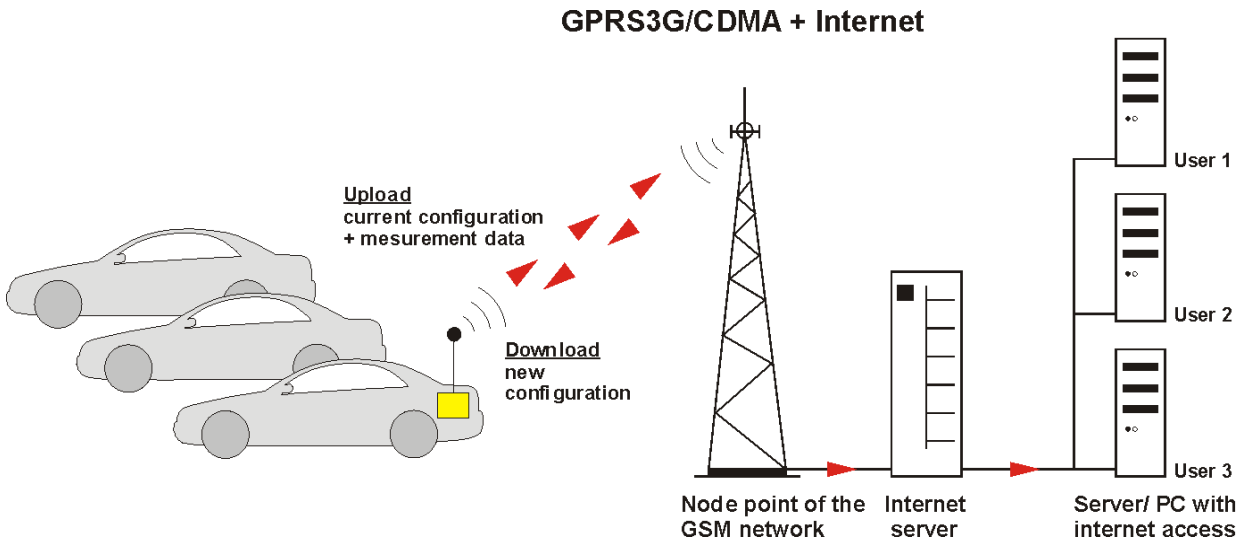 GPRS3G/CDMA + Internet
Upload
current configuration
+ mesurement data
Download
new
configuration
User 1
User 2
User 3
Node point of the
GSM network
Internet
server
Server/ PC with
internet access